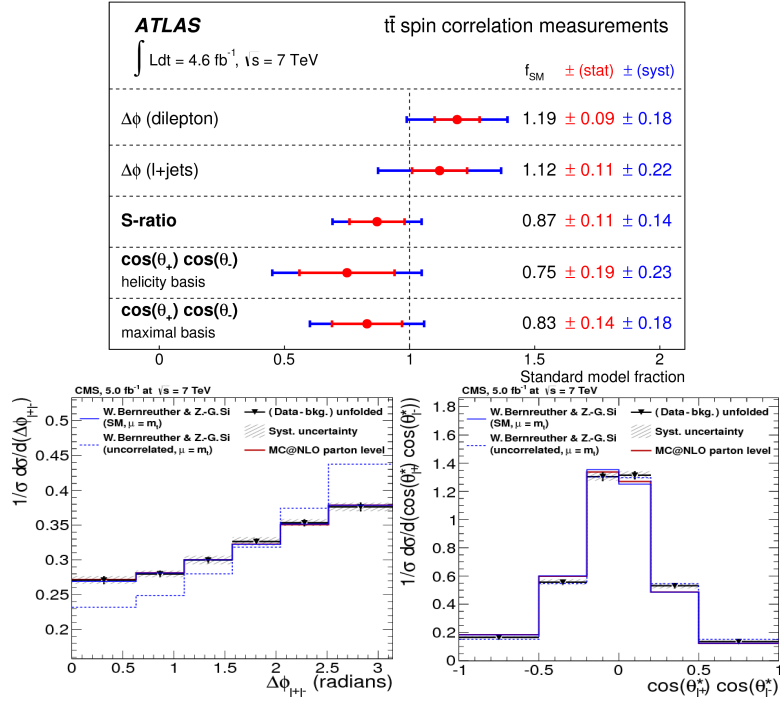 ATLAS tt̄ spin correlation measurements
∫ Ldt = 4.6 fb⁻¹, √s = 7 TeV
f_SM ± (stat) ± (syst)
Δϕ (dilepton) 1.19 ± 0.09 ± 0.18
Δϕ (l+jets) 1.12 ± 0.11 ± 0.22
S-ratio 0.87 ± 0.11 ± 0.14
cos(θ₊) cos(θ₋)
helicity basis 0.75 ± 0.19 ± 0.23
cos(θ₊) cos(θ₋)
maximal basis 0.83 ± 0.14 ± 0.18
0 0.5 1 1.5 2
Standard model fraction
CMS, 5.0 fb⁻¹ at √s = 7 TeV
W. Bernreuther & Z.-G.Si
(SM, μ = mₜ)
W. Bernreuther & Z.-G.Si
(uncorrelated, μ = mₜ)
(Data - bkg.) unfolded
Syst. uncertainty
MC@NLO parton level
1/σ dσ/d(Δϕ_l+l-)
0.5
0.45
0.4
0.35
0.3
0.25
0.2
0 0.5 1 1.5 2 2.5 3
Δϕ_l+l- (radians)
CMS, 5.0 fb⁻¹ at √s = 7 TeV
W. Bernreuther & Z.-G.Si
(SM, μ = mₜ)
W. Bernreuther & Z.-G.Si
(uncorrelated, μ = mₜ)
(Data - bkg.) unfolded
Syst. uncertainty
MC@NLO parton level
1/σ dσ/d(cos(θ*_l+) cos(θ*_l-))
1.8
1.6
1.4
1.2
1
0.8
0.6
0.4
0.2
0
-1 -0.5 0 0.5 1
cos(θ*_l+) cos(θ*_l-)